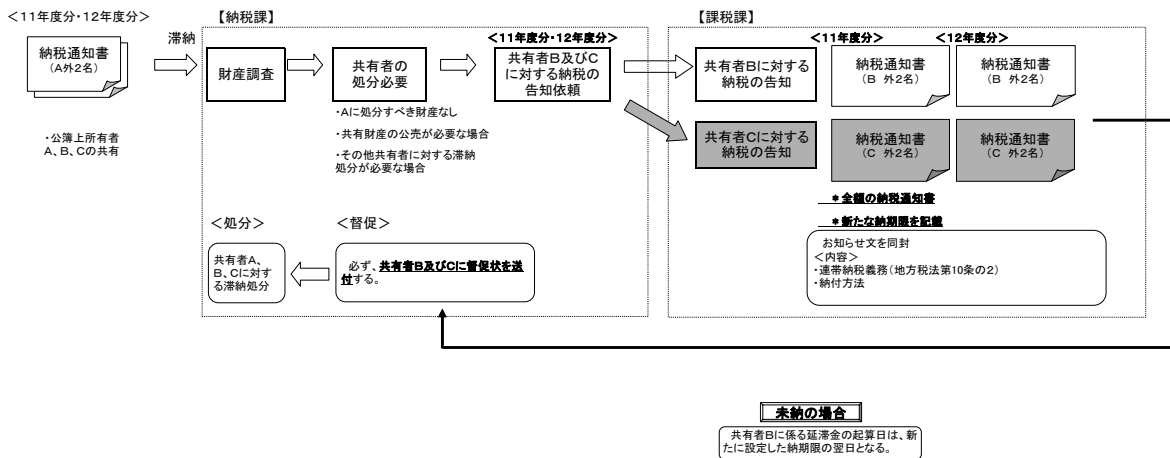 ＜11年度分・12年度分＞
納税通知書
（A外2名）
・公簿上所有者
A、B、Cの共有
滞納
【納税課】
財産調査
共有者の
処分必要
・Aに処分すべき財産なし
・共有財産の公売が必要な場合
・その他共有者に対する滞納
処分が必要な場合
＜11年度分・12年度分＞
共有者B及びC
に対する納税の
告知依頼
【課税課】
共有者Bに対する
納税の告知
＜11年度分＞
納税通知書
（B 外2名）
＜12年度分＞
納税通知書
（B 外2名）
共有者Cに対する
納税の告知
納税通知書
（C 外2名）
納税通知書
（C 外2名）
＊全額の納税通知書
＊新たな納期限を記載
お知らせ文を同封
＜内容＞
・連帯納税義務（地方税法第10条の2）
・納付方法
＜督促＞
必ず、共有者B及びCに督促状を送
付する。
＜処分＞
共有者A、
B、Cに対す
る滞納処分
未納の場合
共有者Bに係る延滞金の起算日は、新
たに設定した納期限の翌日となる。